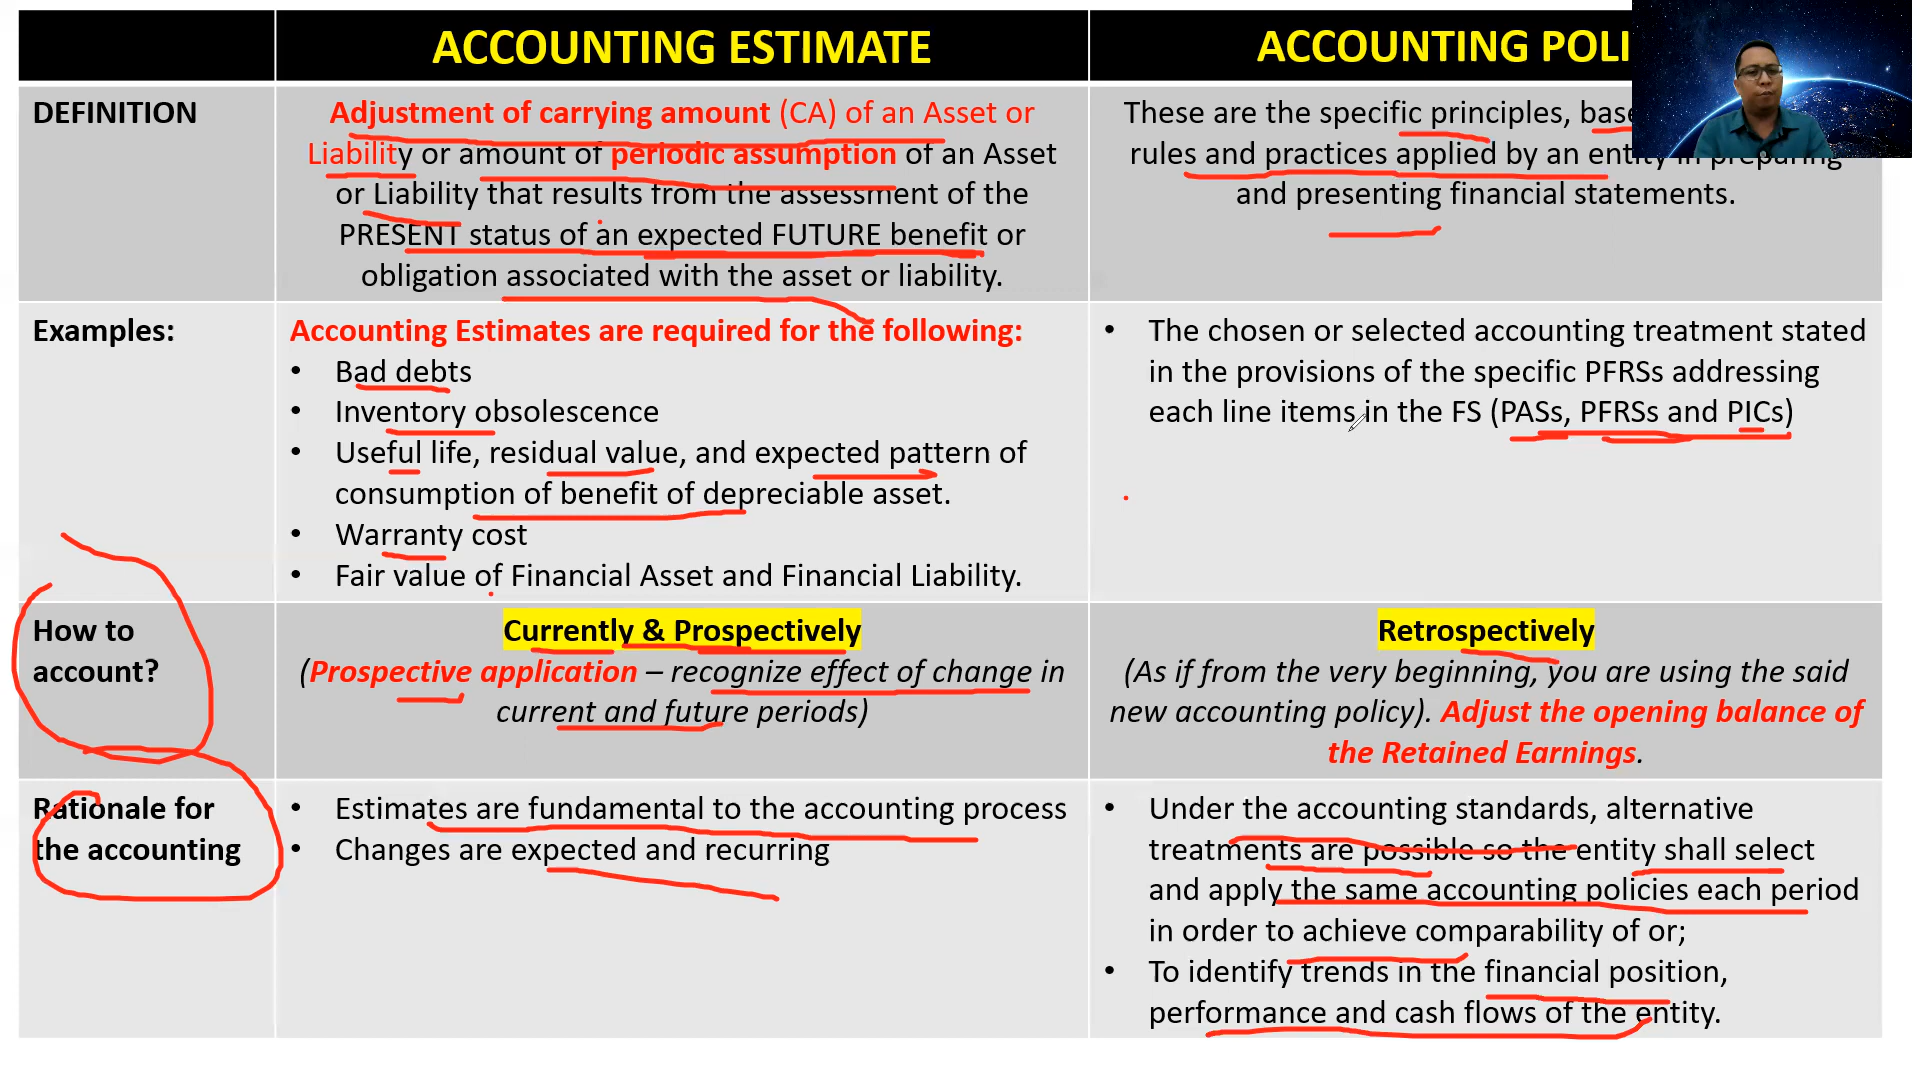 ACCOUNTING ESTIMATE
ACCOUNTING POLI
DEFINITION
Adjustment of carrying amount (CA) of an Asset or
Liability or amount of periodic assumption of an Asset
or Liability that results from the assessment of the
PRESENT status of an expected FUTURE benefit or
obligation associated with the asset or liability.
These are the specific principles, base
rules and practices applied by an entity in preparing
and presenting financial statements.
Examples:
Accounting Estimates are required for the following:
• Bad debts
• Inventory obsolescence
• Useful life, residual value, and expected pattern of
consumption of benefit of depreciable asset.
• Warranty cost
• Fair value of Financial Asset and Financial Liability.
• The chosen or selected accounting treatment stated
in the provisions of the specific PFRSs addressing
each line items in the FS (PASs, PFRSs and PICs)
How to
account?
Currently & Prospectively
(Prospective application – recognize effect of change in
current and future periods)
Retrospectively
(As if from the very beginning, you are using the said
new accounting policy). Adjust the opening balance of
the Retained Earnings.
Rationale for
the accounting
• Estimates are fundamental to the accounting process
• Changes are expected and recurring
• Under the accounting standards, alternative
treatments are possible so the entity shall select
and apply the same accounting policies each period
in order to achieve comparability of or;
• To identify trends in the financial position,
performance and cash flows of the entity.